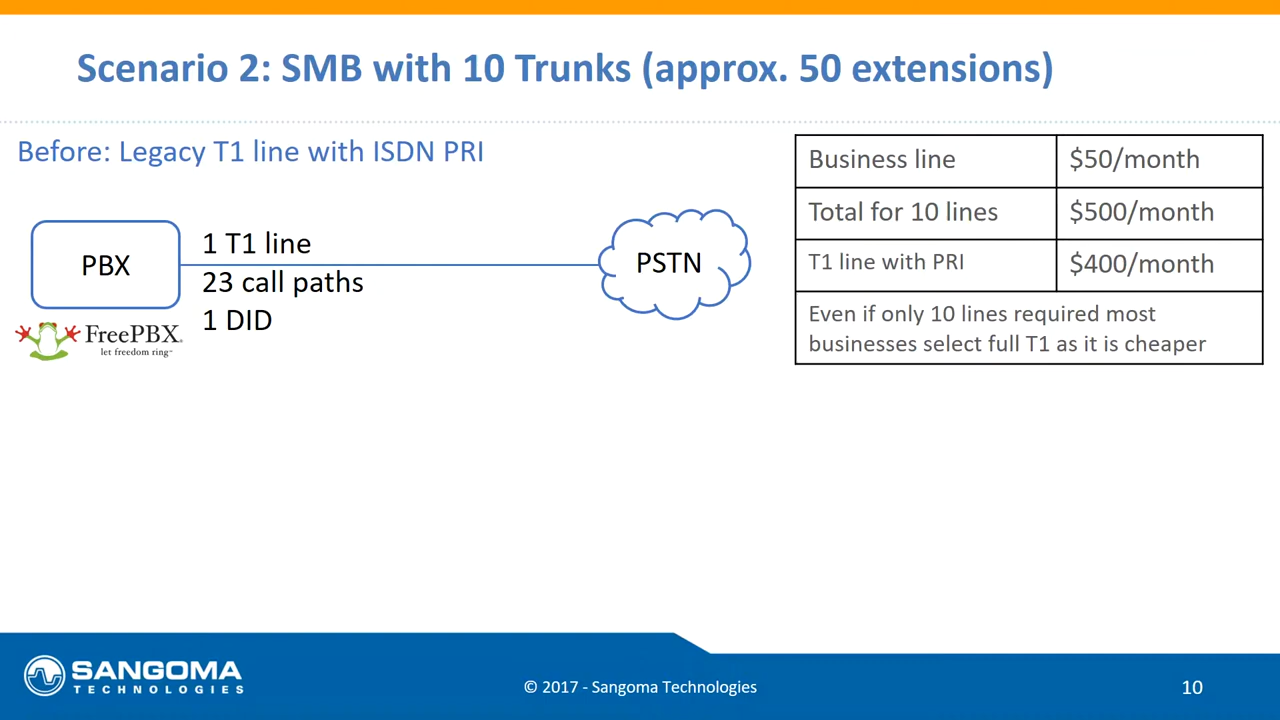 Scenario 2: SMB with 10 Trunks (approx. 50 extensions)
Before: Legacy T1 line with ISDN PRI
PBX
1 T1 line
23 call paths
1 DID
PSTN
FreePBX®
let freedom ring™
Business line $50/month
Total for 10 lines $500/month
T1 line with PRI $400/month
Even if only 10 lines required most
businesses select full T1 as it is cheaper
SANGOMA
TECHNOLOGIES
© 2017 - Sangoma Technologies
10